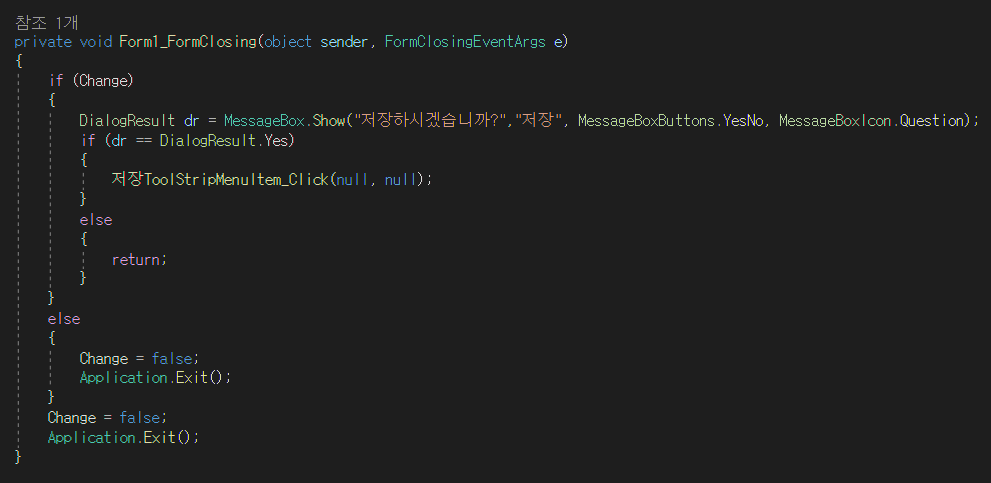 참조 1개
private void Form1_FormClosing(object sender, FormClosingEventArgs e)
{
if (Change)
{
DialogResult dr = MessageBox.Show("저장하시겠습니까?","저장", MessageBoxButtons.YesNo, MessageBoxIcon.Question);
if (dr == DialogResult.Yes)
{
저장ToolStripMenuItem_Click(null, null);
}
else
{
return;
}
}
else
{
Change = false;
Application.Exit();
}
Change = false;
Application.Exit();
}